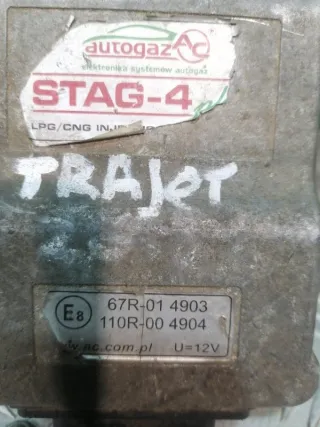 autogaz AC
elektronika systemów autogaz
STAG-4
LPG/CNG
TRAJET
E8
67R-01 4903
110R-00 4904
ac.com.pl U=12V